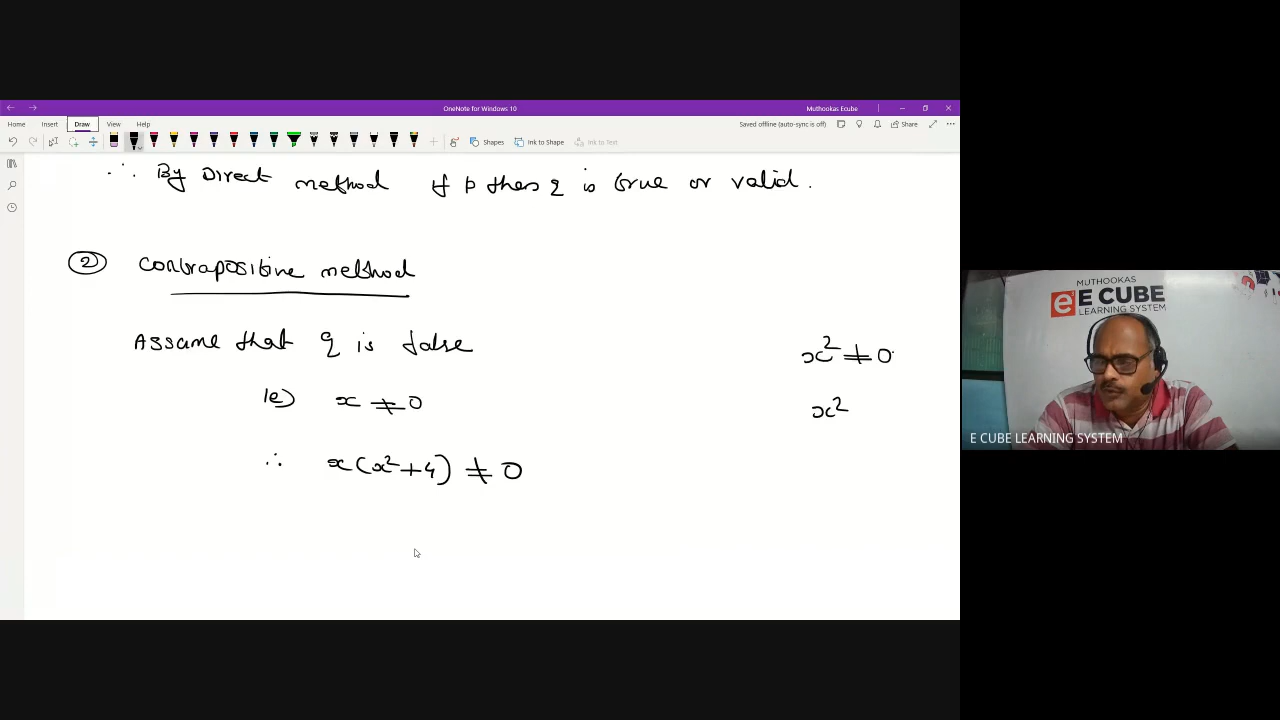 OneNote for Windows 10
Muthookas Ecube
Home Insert Draw View Help
Saved offline (auto-sync is off) Share
Shapes Ink to Shape Ink to Text
∴ By Direct method if p then q is true or valid.
② Contrapositive method
Assume that q is false
x² ≠ 0
ie) x ≠ 0
x²
∴ x(x²+4) ≠ 0
MUTHOOKAS
e³ E CUBE
LEARNING SYSTEM
E CUBE LEARNING SYSTEM